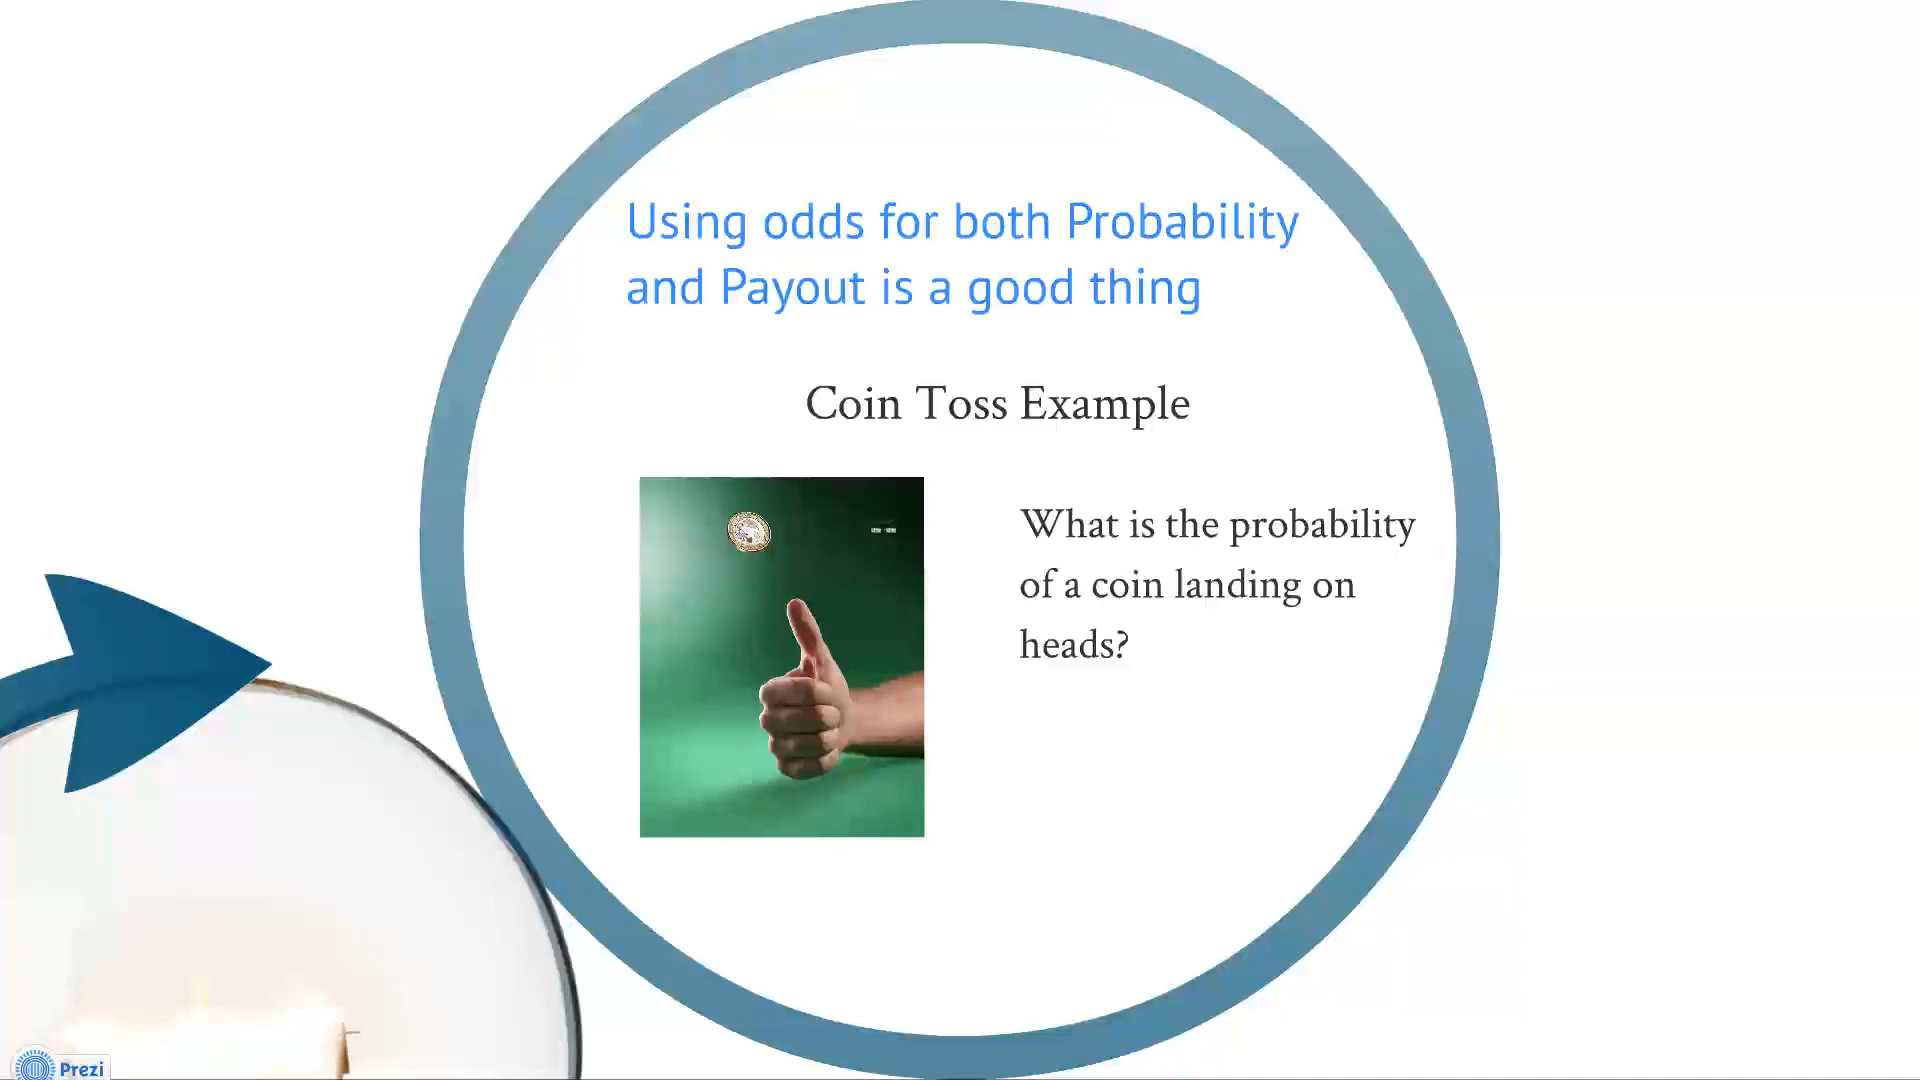 Using odds for both Probability
and Payout is a good thing
Coin Toss Example
What is the probability
of a coin landing on
heads?
Prezi